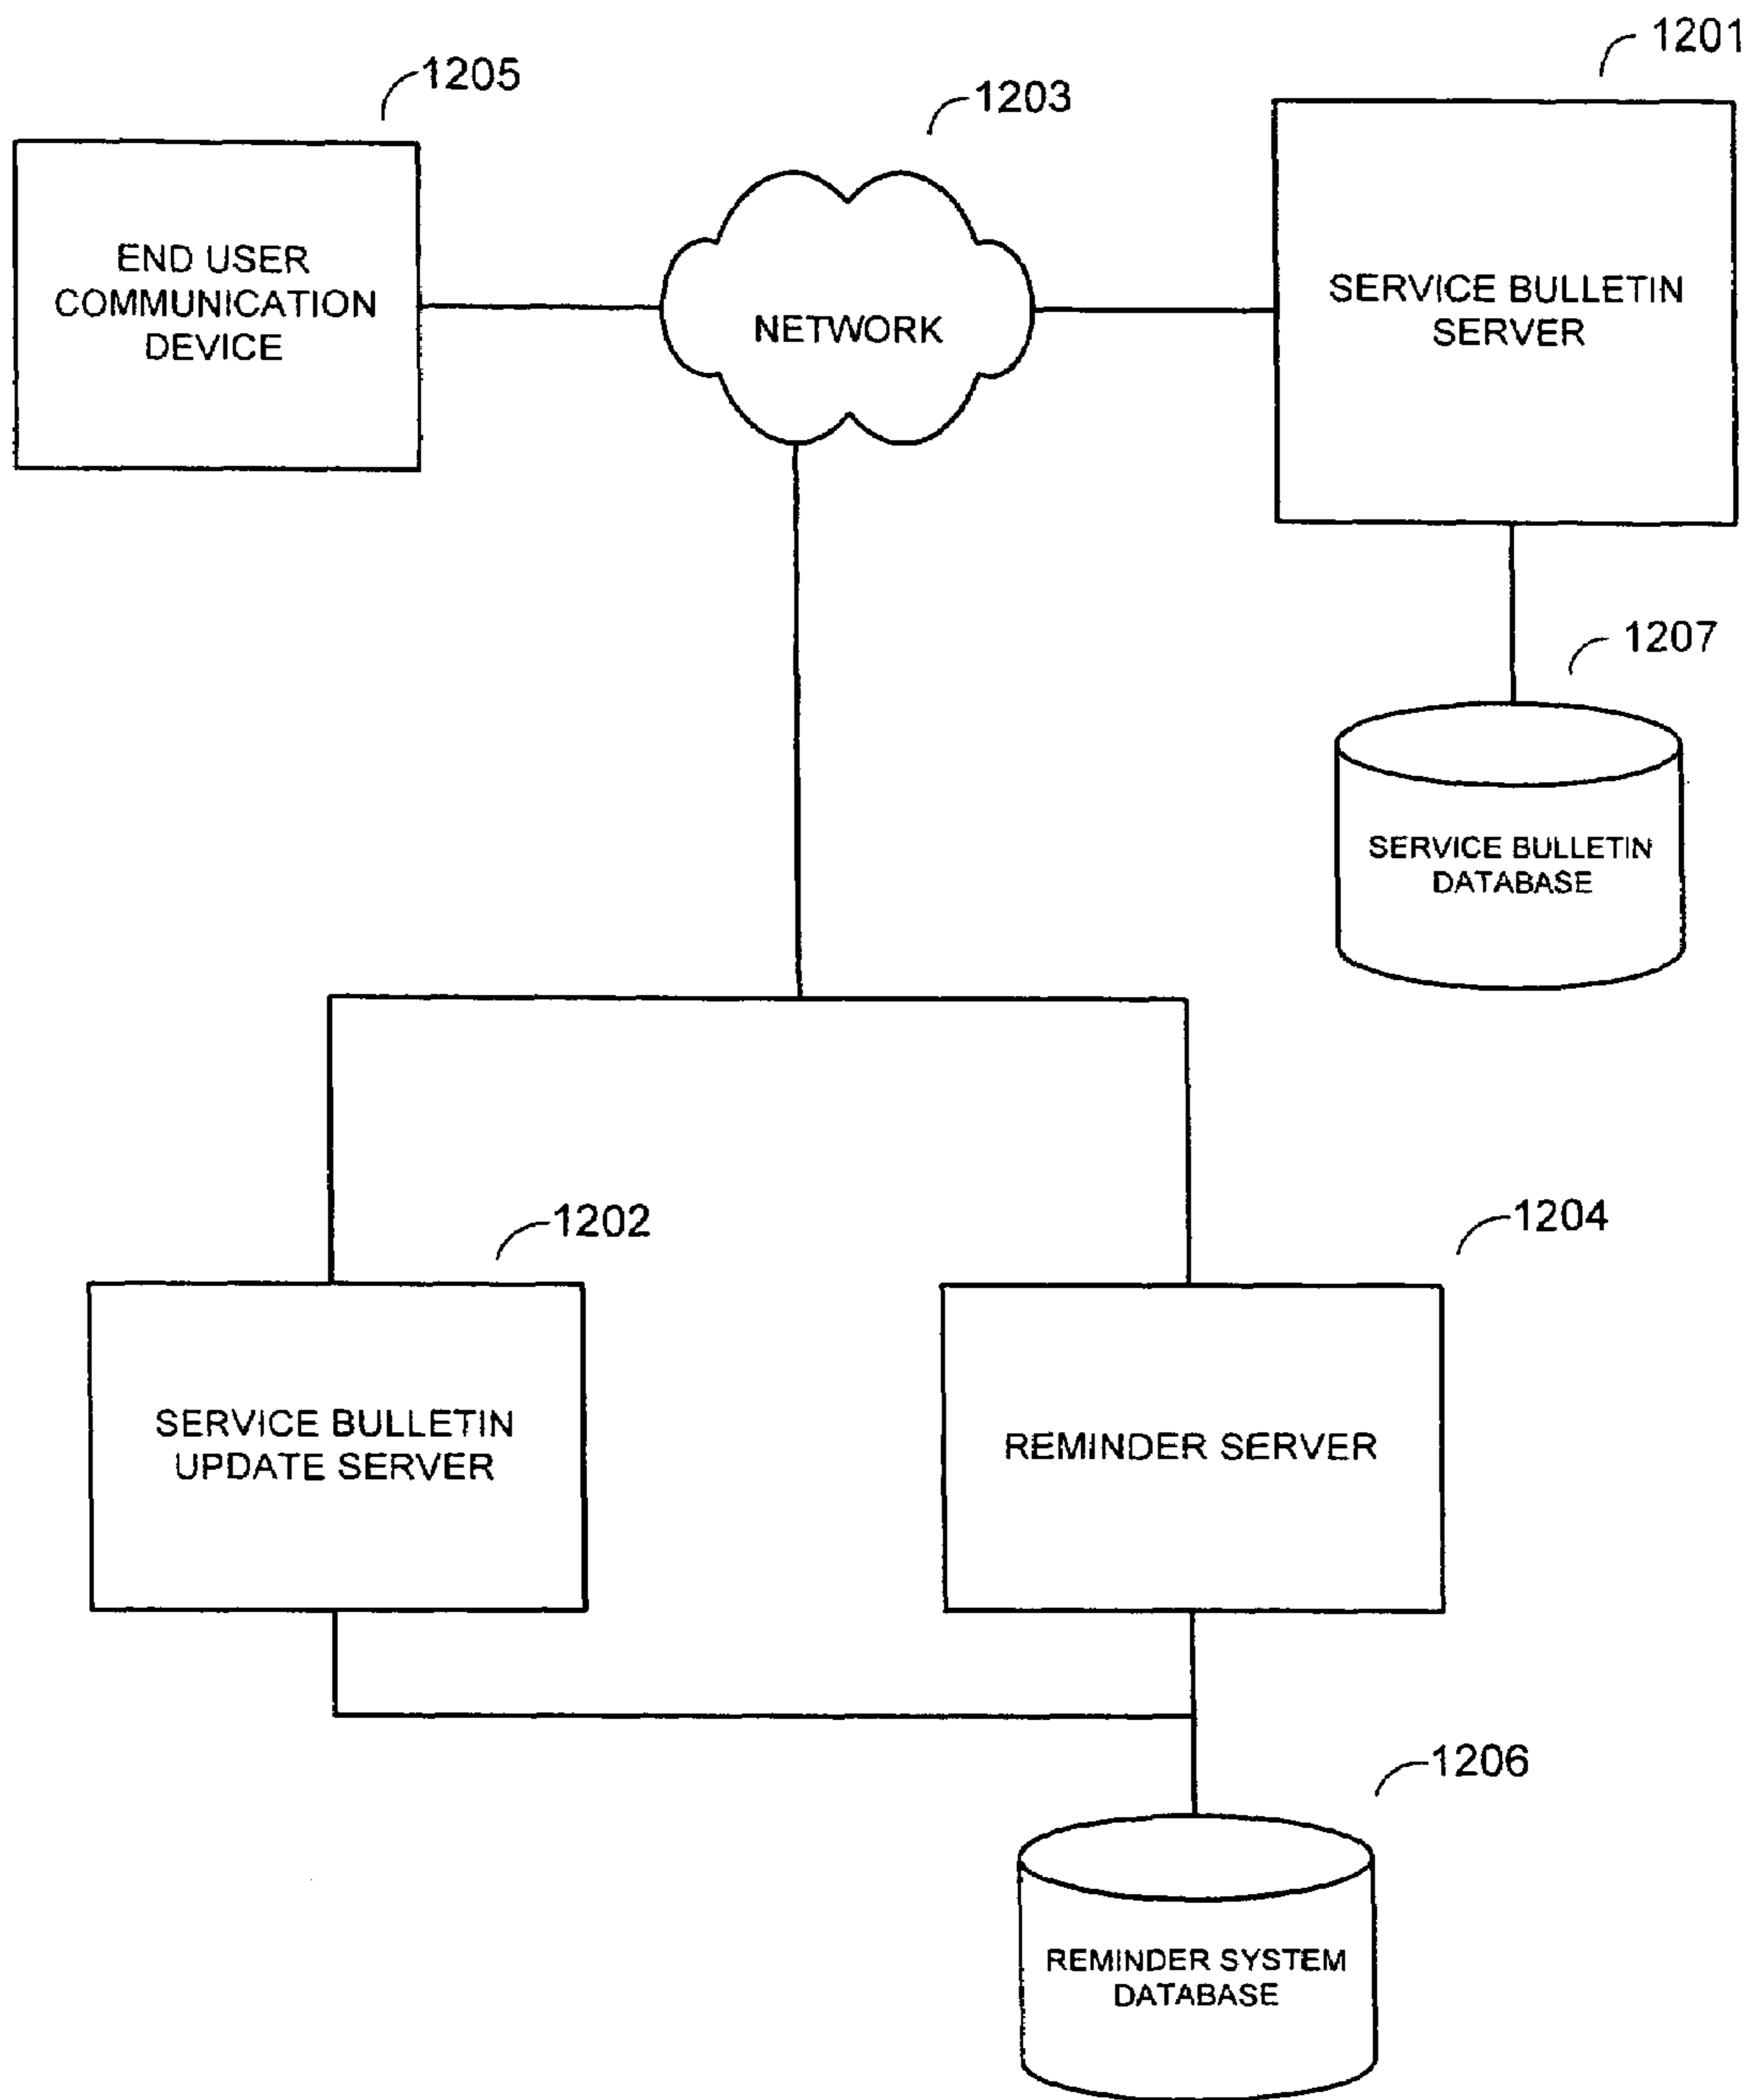 1201
1205
1203
END USER
COMMUNICATION
DEVICE
NETWORK
SERVICE BULLETIN
SERVER
1207
SERVICE BULLETIN
DATABASE
1202
1204
SERVICE BULLETIN
UPDATE SERVER
REMINDER SERVER
1206
REMINDER SYSTEM
DATABASE